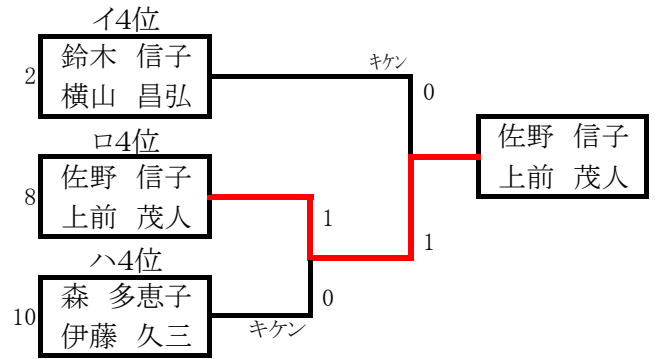 イ4位
2
鈴木 信子
横山 昌弘
キケン
0
ロ4位
8
佐野 信子
上前 茂人
1
1
佐野 信子
上前 茂人
ハ4位
10
森 多恵子
伊藤 久三
キケン
0